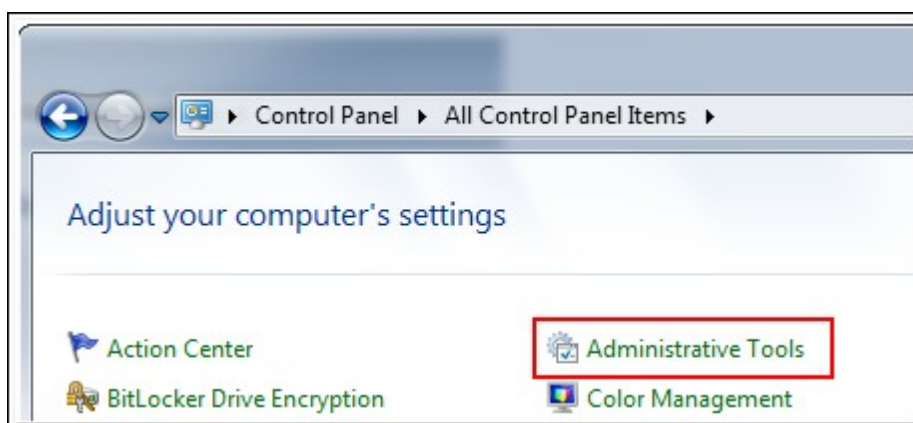 Control Panel All Control Panel Items
Adjust your computer's settings
Action Center Administrative Tools
BitLocker Drive Encryption Color Management